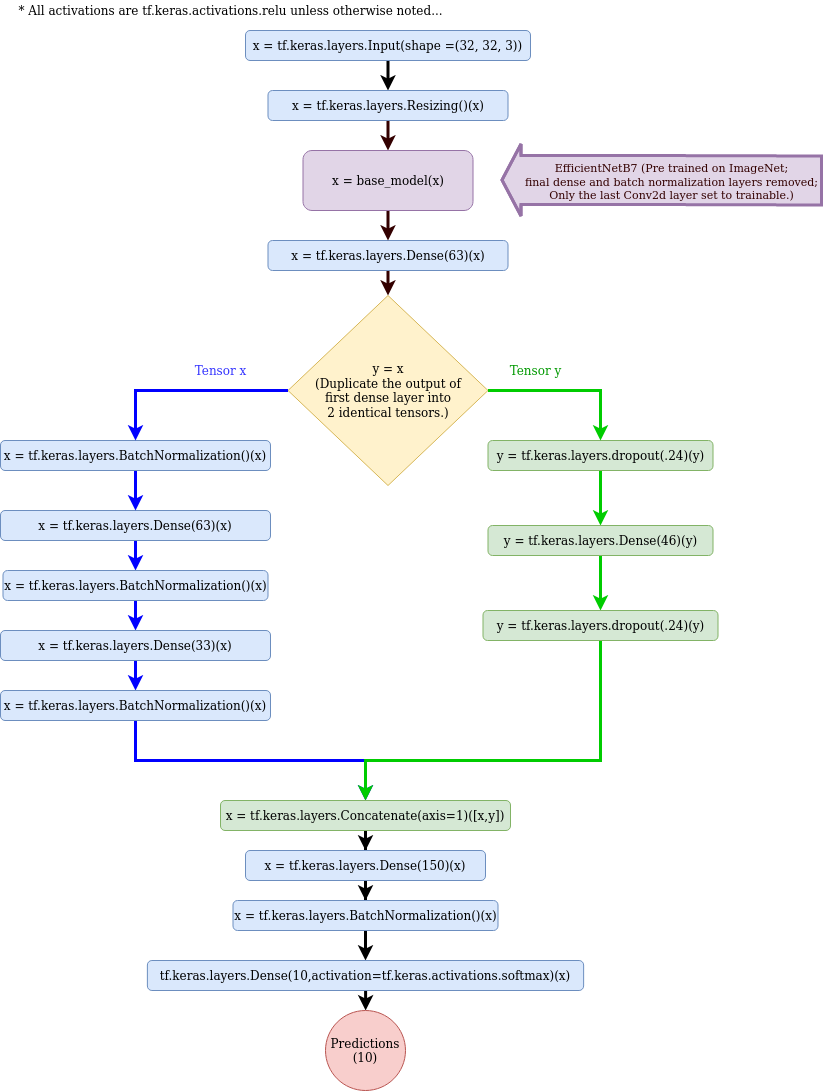 * All activations are tf.keras.activations.relu unless otherwise noted...
x = tf.keras.layers.Input(shape =(32, 32, 3))
x = tf.keras.layers.Resizing()(x)
x = base_model(x)
EfficientNetB7 (Pre trained on ImageNet;
final dense and batch normalization layers removed;
Only the last Conv2d layer set to trainable.)
x = tf.keras.layers.Dense(63)(x)
y = x
(Duplicate the output of
first dense layer into
2 identical tensors.)
Tensor x
Tensor y
x = tf.keras.layers.BatchNormalization()(x)
x = tf.keras.layers.Dense(63)(x)
x = tf.keras.layers.BatchNormalization()(x)
x = tf.keras.layers.Dense(33)(x)
x = tf.keras.layers.BatchNormalization()(x)
y = tf.keras.layers.dropout(.24)(y)
y = tf.keras.layers.Dense(46)(y)
y = tf.keras.layers.dropout(.24)(y)
x = tf.keras.layers.Concatenate(axis=1)([x,y])
x = tf.keras.layers.Dense(150)(x)
x = tf.keras.layers.BatchNormalization()(x)
tf.keras.layers.Dense(10,activation=tf.keras.activations.softmax)(x)
Predictions
(10)